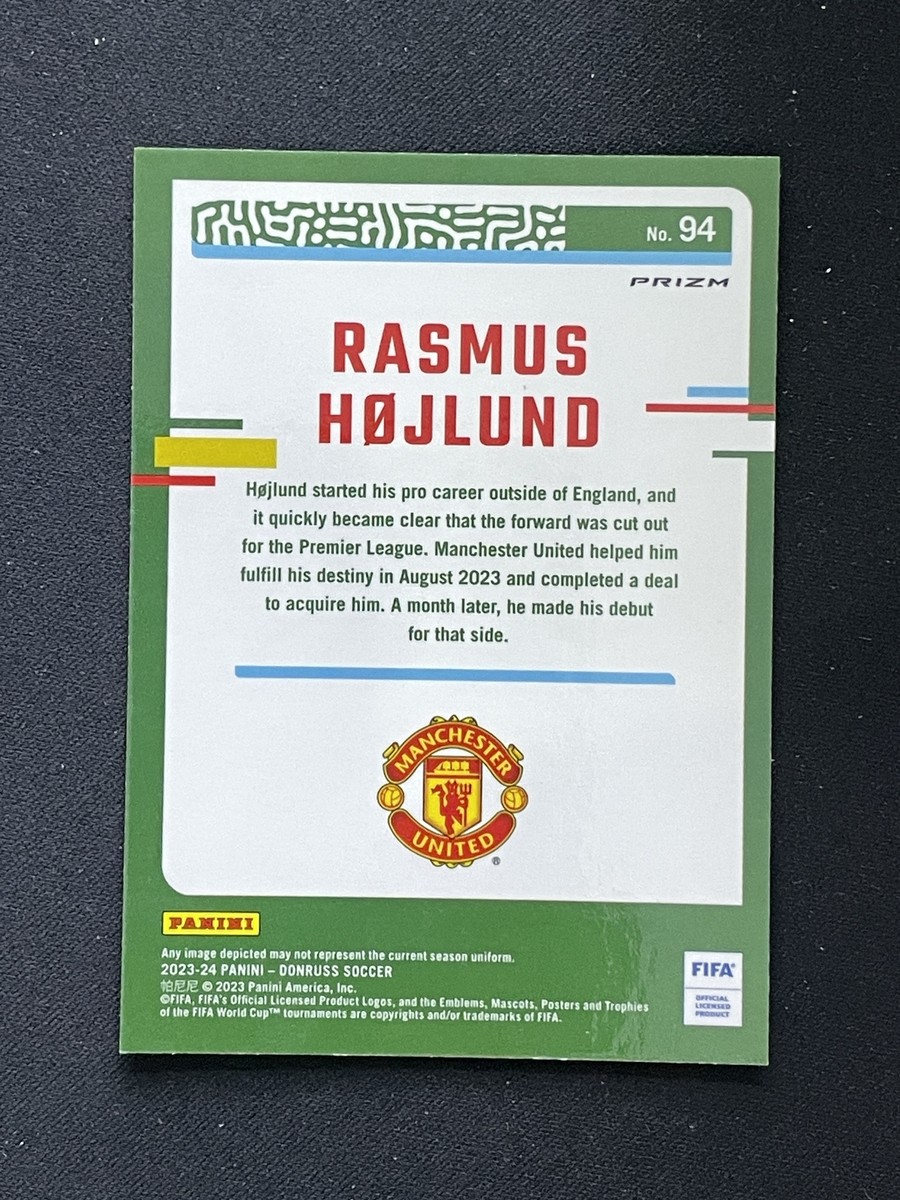 No. 94
PRIZM
RASMUS
HØJLUND
Højlund started his pro career outside of England, and
it quickly became clear that the forward was cut out
for the Premier League. Manchester United helped him
fulfill his destiny in August 2023 and completed a deal
to acquire him. A month later, he made his debut
for that side.
MANCHESTER
UNITED
®
PANINI
Any image depicted may not represent the current season uniform.
2023-24 PANINI – DONRUSS SOCCER
帕尼尼 © 2023 Panini America, Inc.
©FIFA, FIFA's Official Licensed Product Logos, and the Emblems, Mascots, Posters and Trophies
of the FIFA World Cup™ tournaments are copyrights and/or trademarks of FIFA.
FIFA®
OFFICIAL
LICENSED
PRODUCT